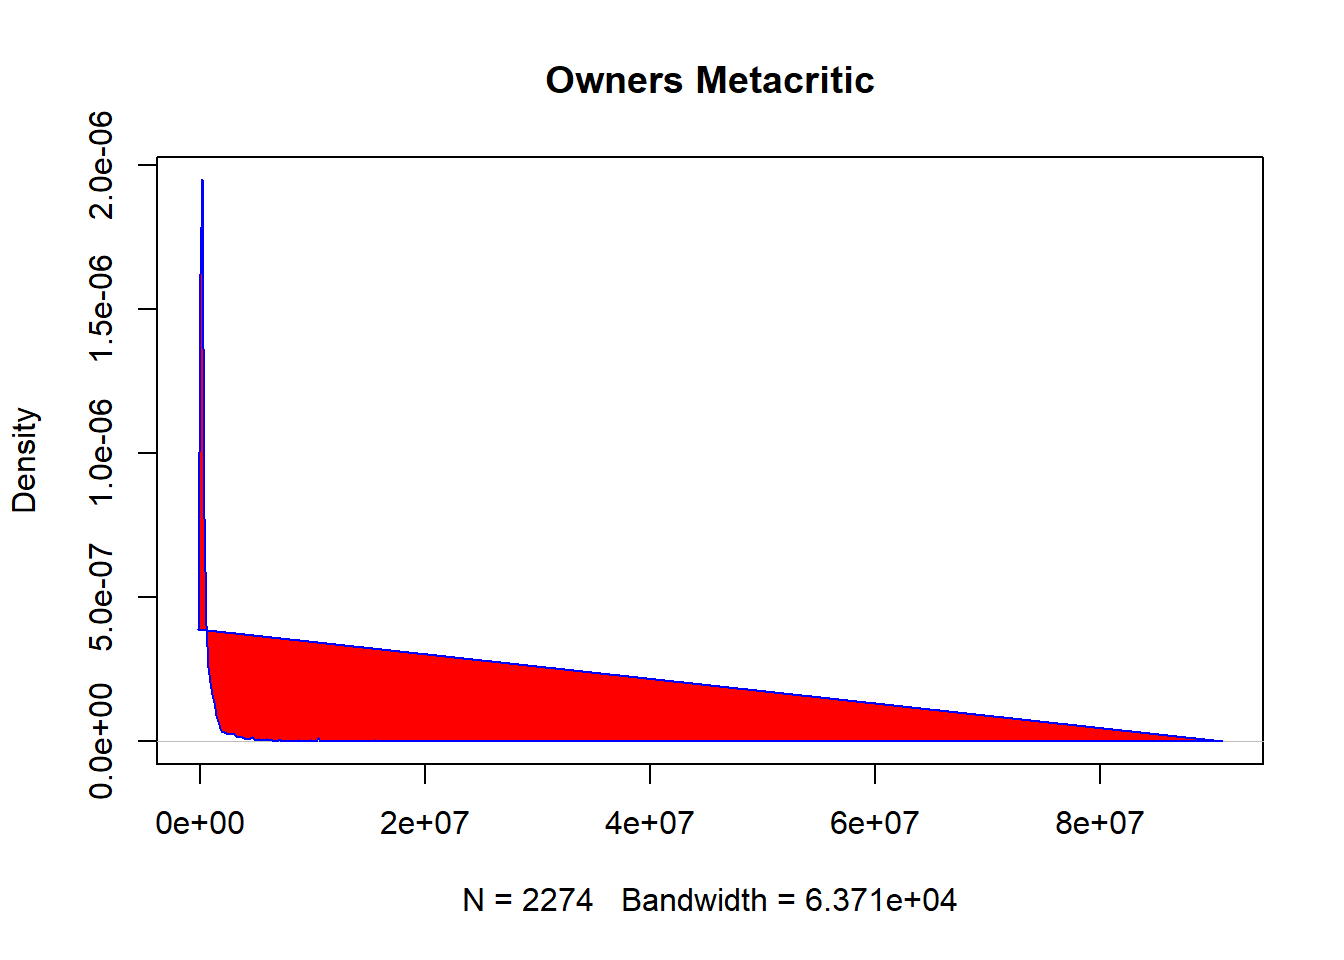 Owners Metacritic
Density
2.0e-06
1.5e-06
1.0e-06
5.0e-07
0.0e+00
0e+00 2e+07 4e+07 6e+07 8e+07
N = 2274 Bandwidth = 6.371e+04